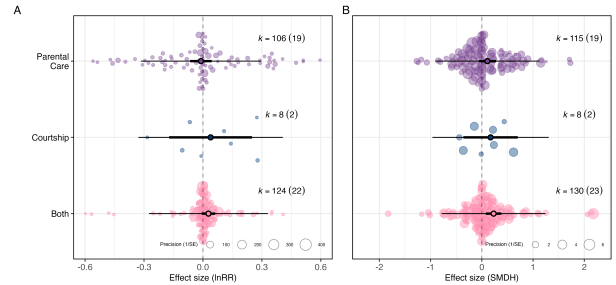 A
k = 106 (19)
Parental
Care
k = 8 (2)
Courtship
k = 124 (22)
Both
Precision (1/SE) 100 200 300 400
-0.6 -0.3 0.0 0.3 0.6
Effect size (lnRR)
B
k = 115 (19)
k = 8 (2)
k = 130 (23)
Precision (1/SE) 2 4 6
-2 -1 0 1 2
Effect size (SMDH)